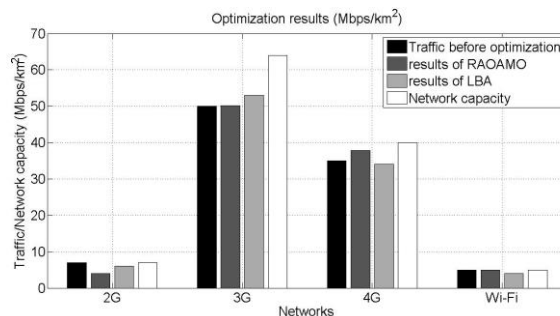 Optimization results (Mbps/km²)
Traffic/Network capacity (Mbps/km²)
70
60
50
40
30
20
10
0
Traffic before optimization
results of RAOAMO
results of LBA
Network capacity
2G 3G 4G Wi-Fi
Networks